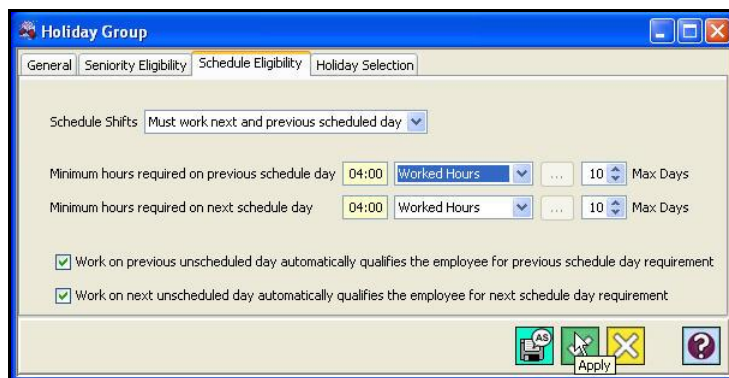 Holiday Group
General Seniority Eligibility Schedule Eligibility Holiday Selection
Schedule Shifts Must work next and previous scheduled day
Minimum hours required on previous schedule day 04:00 Worked Hours ... 10 Max Days
Minimum hours required on next schedule day 04:00 Worked Hours ... 10 Max Days
Work on previous unscheduled day automatically qualifies the employee for previous schedule day requirement
Work on next unscheduled day automatically qualifies the employee for next schedule day requirement
AS ?
Apply